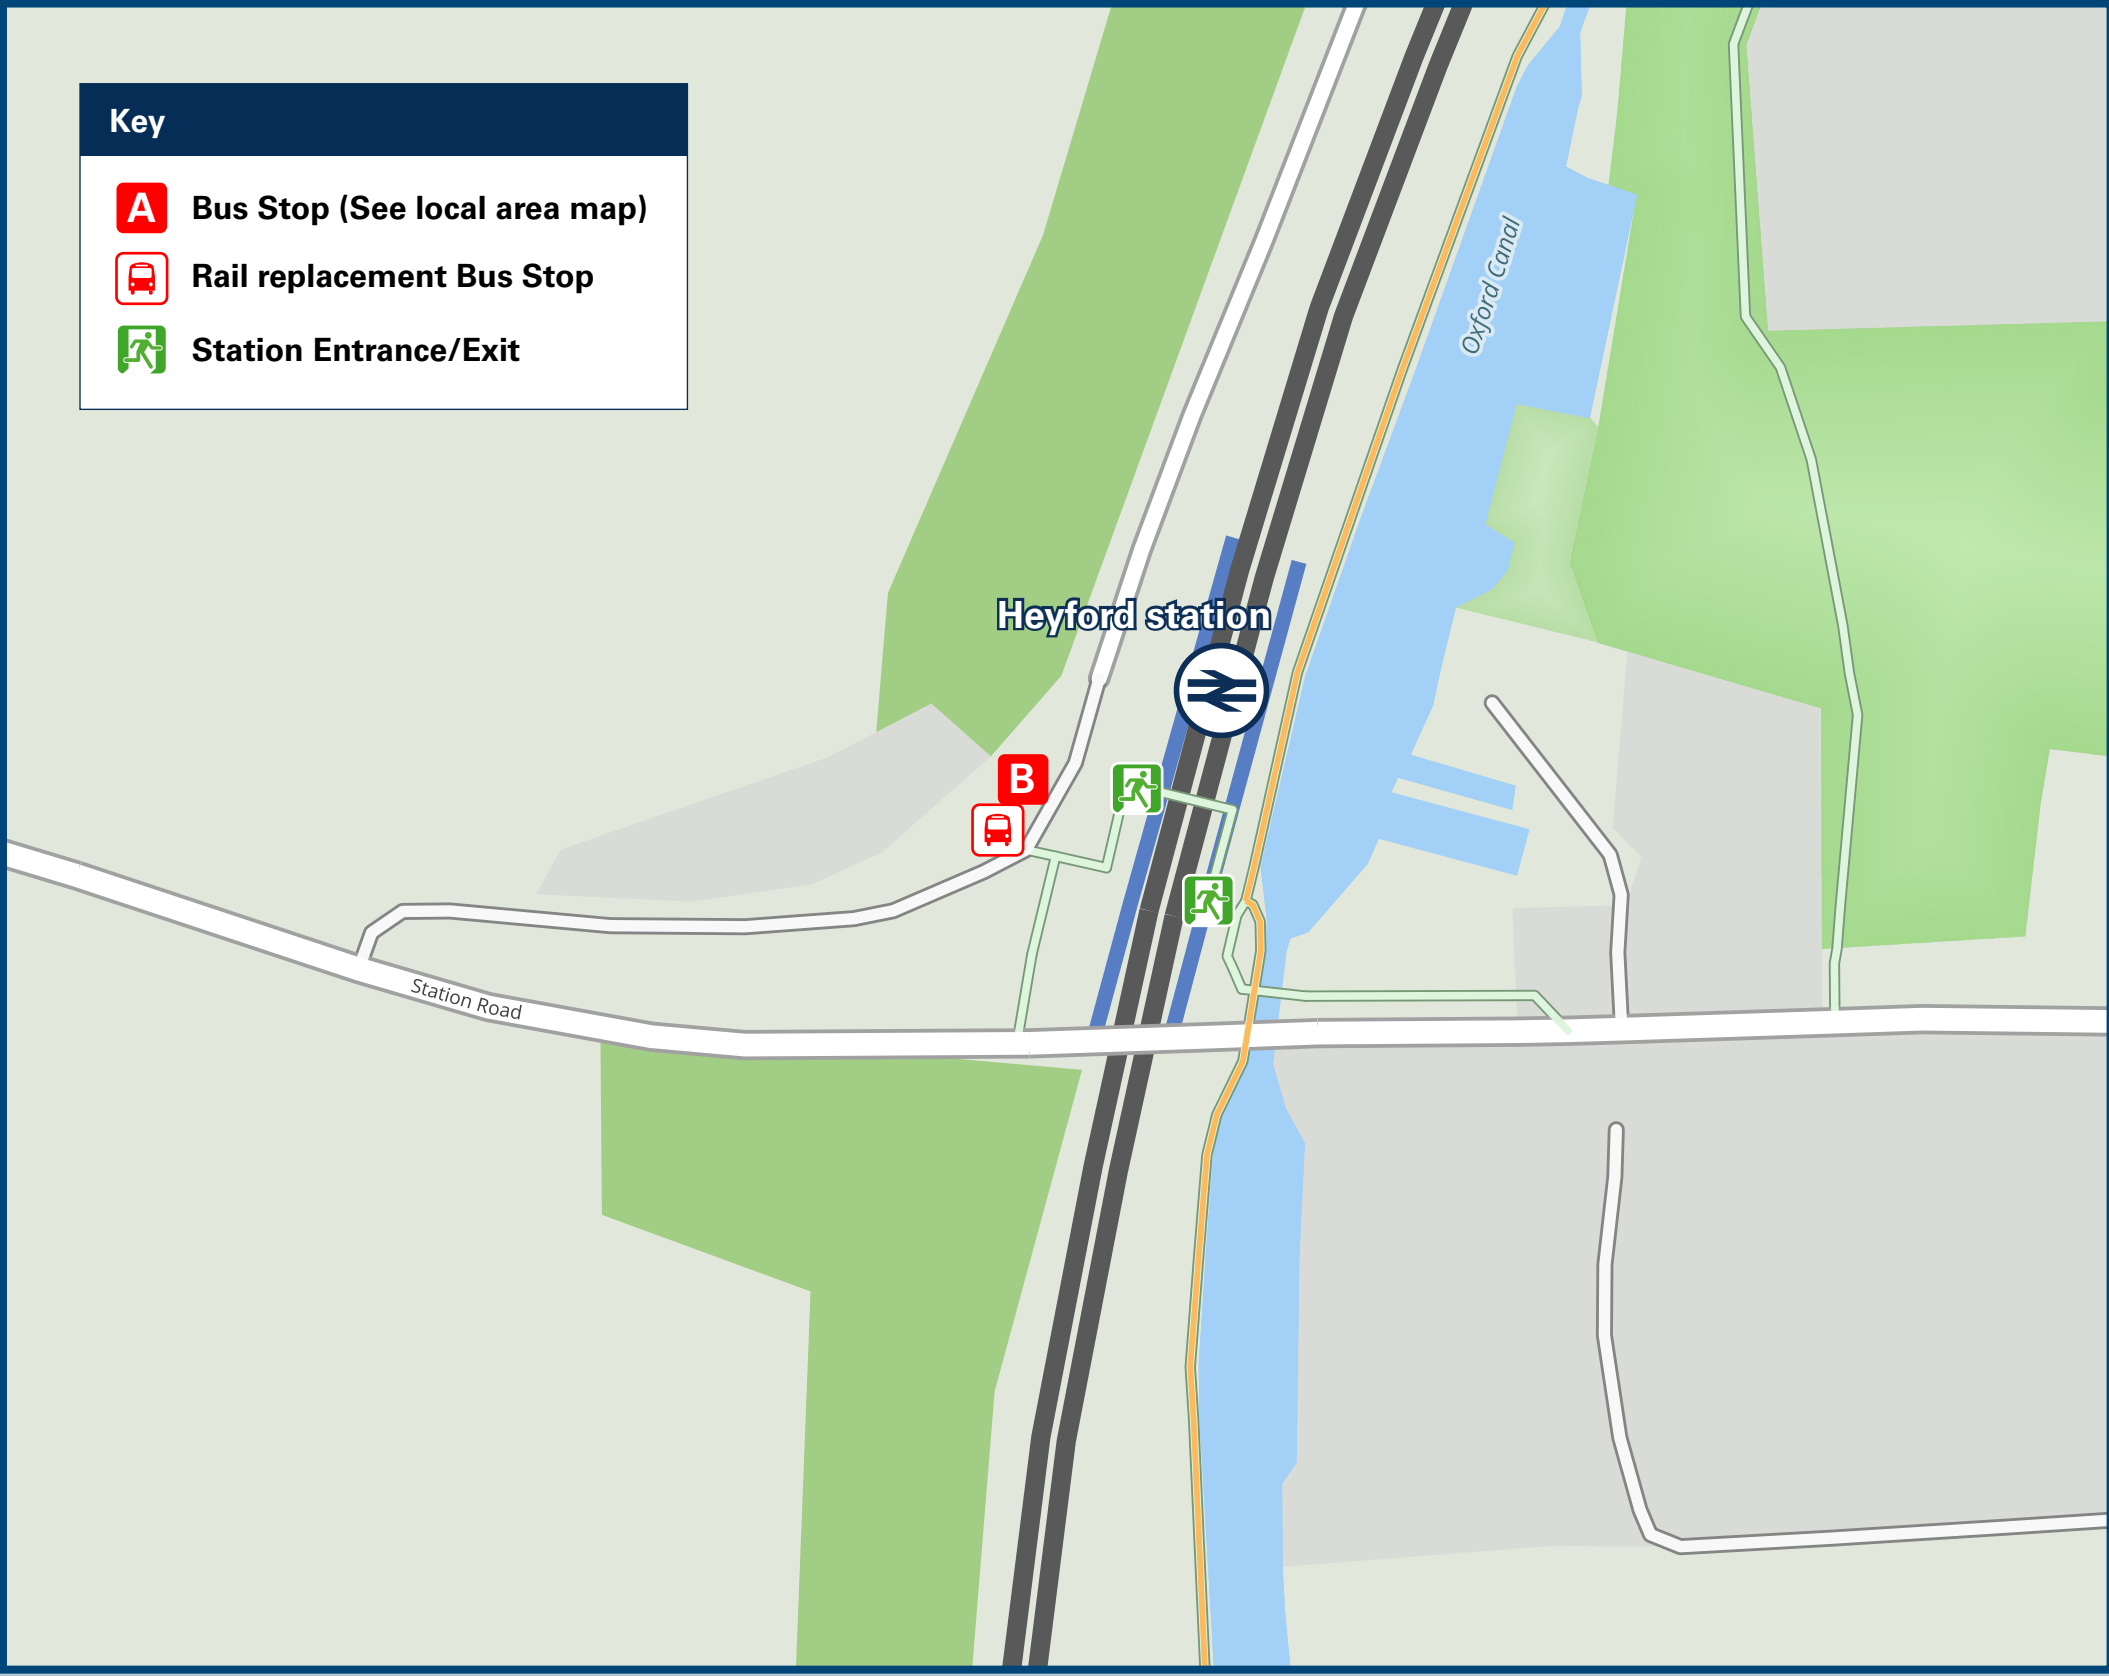 Key
A Bus Stop (See local area map)
Rail replacement Bus Stop
Station Entrance/Exit
Oxford Canal
Heyford station
B
Station Road